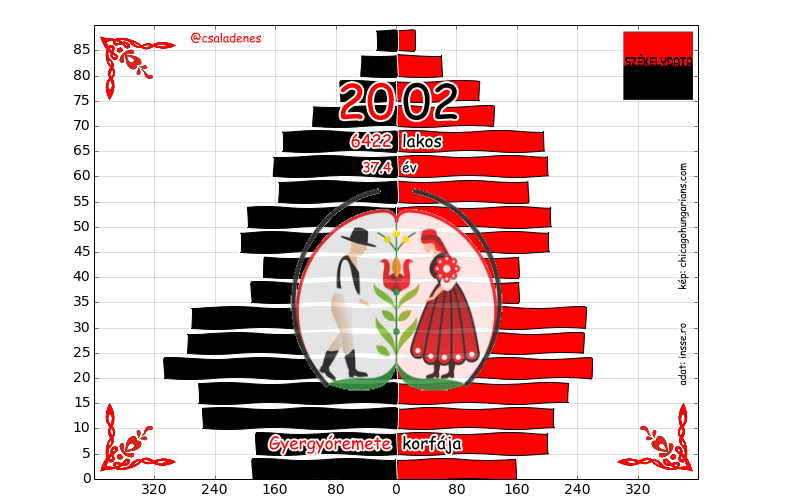 @csaladenes
SZÉKELYDATA
2002
6422 lakos
37.4 év
kép: chicagohungarians.com
adat: insse.ro
Gyergyóremete korfája
85
80
75
70
65
60
55
50
45
40
35
30
25
20
15
10
5
0
320 240 160 80 0 80 160 240 320